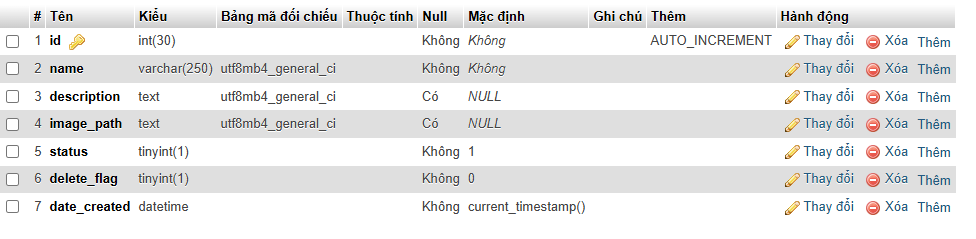 # Tên Kiểu Bảng mã đối chiếu Thuộc tính Null Mặc định Ghi chú Thêm Hành động
1 id int(30) Không Không AUTO_INCREMENT Thay đổi Xóa Thêm
2 name varchar(250) utf8mb4_general_ci Không Không Thay đổi Xóa Thêm
3 description text utf8mb4_general_ci Có NULL Thay đổi Xóa Thêm
4 image_path text utf8mb4_general_ci Có NULL Thay đổi Xóa Thêm
5 status tinyint(1) Không 1 Thay đổi Xóa Thêm
6 delete_flag tinyint(1) Không 0 Thay đổi Xóa Thêm
7 date_created datetime Không current_timestamp() Thay đổi Xóa Thêm